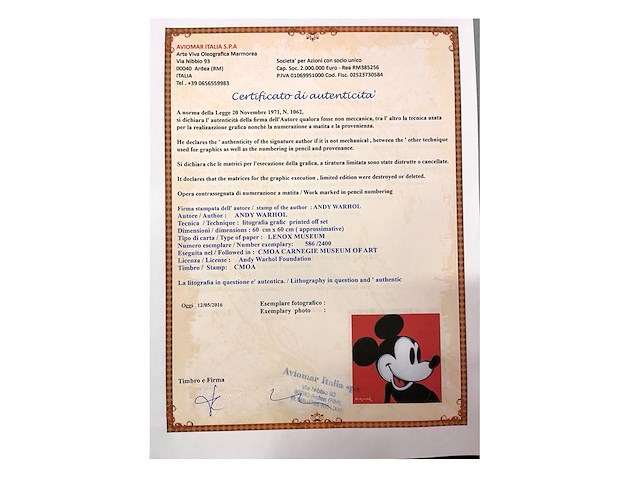 AVIOMAR ITALIA S.P.A
Arte Viva Oleografica Marmorea
Via Nibbio 93
00040 Ardea (RM)
ITALIA
Tel . +39 0656559983
Societa' per Azioni con socio unico
Cap. Soc. 2.000.000 Euro - Rea RM385256
P.IVA 01069951000 Cod. Fisc. 02523730584
Certificato di autenticita'
A norma della Legge 20 Novembre 1971, N. 1062,
si dichiara l' autenticità della firma dell'Autore qualora fosse non meccanica, tra l' altro la tecnica usata
per la realizzazione grafica nonchè la numerazione a matita e la provenienza.
He declares the ' authenticity of the signature author if it is not mechanical , between the ' other technique
used for graphics as well as the numbering in pencil and provenance.
Si dichiara che le matrici per l'esecuzione della grafica, a tiratura limitata sono state distrutte o cancellate.
It declares that the matrices for the graphic execution , limited edition were destroyed or deleted.
Opera contrassegnata di numerazione a matita / Work marked in pencil numbering
Firma stampata dell' autore / stamp of the author : ANDY WARHOL
Autore / Author : ANDY WARHOL
Tecnica / Technique : litografia grafic printed off set
Dimensioni / dimensions : 60 cm x 60 cm ( approssimative)
Tipo di carta / Type of paper : LENOX MUSEUM
Numero esemplare / Number exemplary: 586 /2400
Eseguita nel / Followed in : CMOA CARNEGIE MUSEUM OF ART
Licenza / License : Andy Warhol Foundation
Timbro / Stamp: CMOA
La litografia in questione e' autentica. / Lithography in question and ' authentic
Oggi 12/05/2016
Esemplare fotografico :
Exemplary photo :
Timbro e Firma
Aviomar Italia spa
Via Nibbio 93
00040 Ardea (RM)